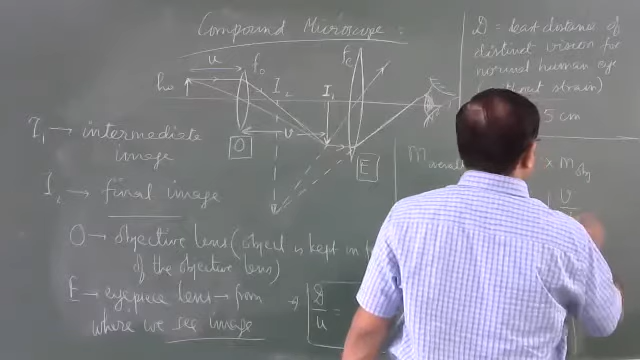 Compound Microscope :
u
f₀
fₑ
h₀
I₂
I₁
v
O
E
I₁ → intermediate
image
I₂ → final image
O → objective lens (object is kept in
of the objective lens)
E → eyepiece lens → from
where we see image
D/u =
D = least distance of
distinct vision for
normal human eye
without strain)
5 cm
m × m obj
v